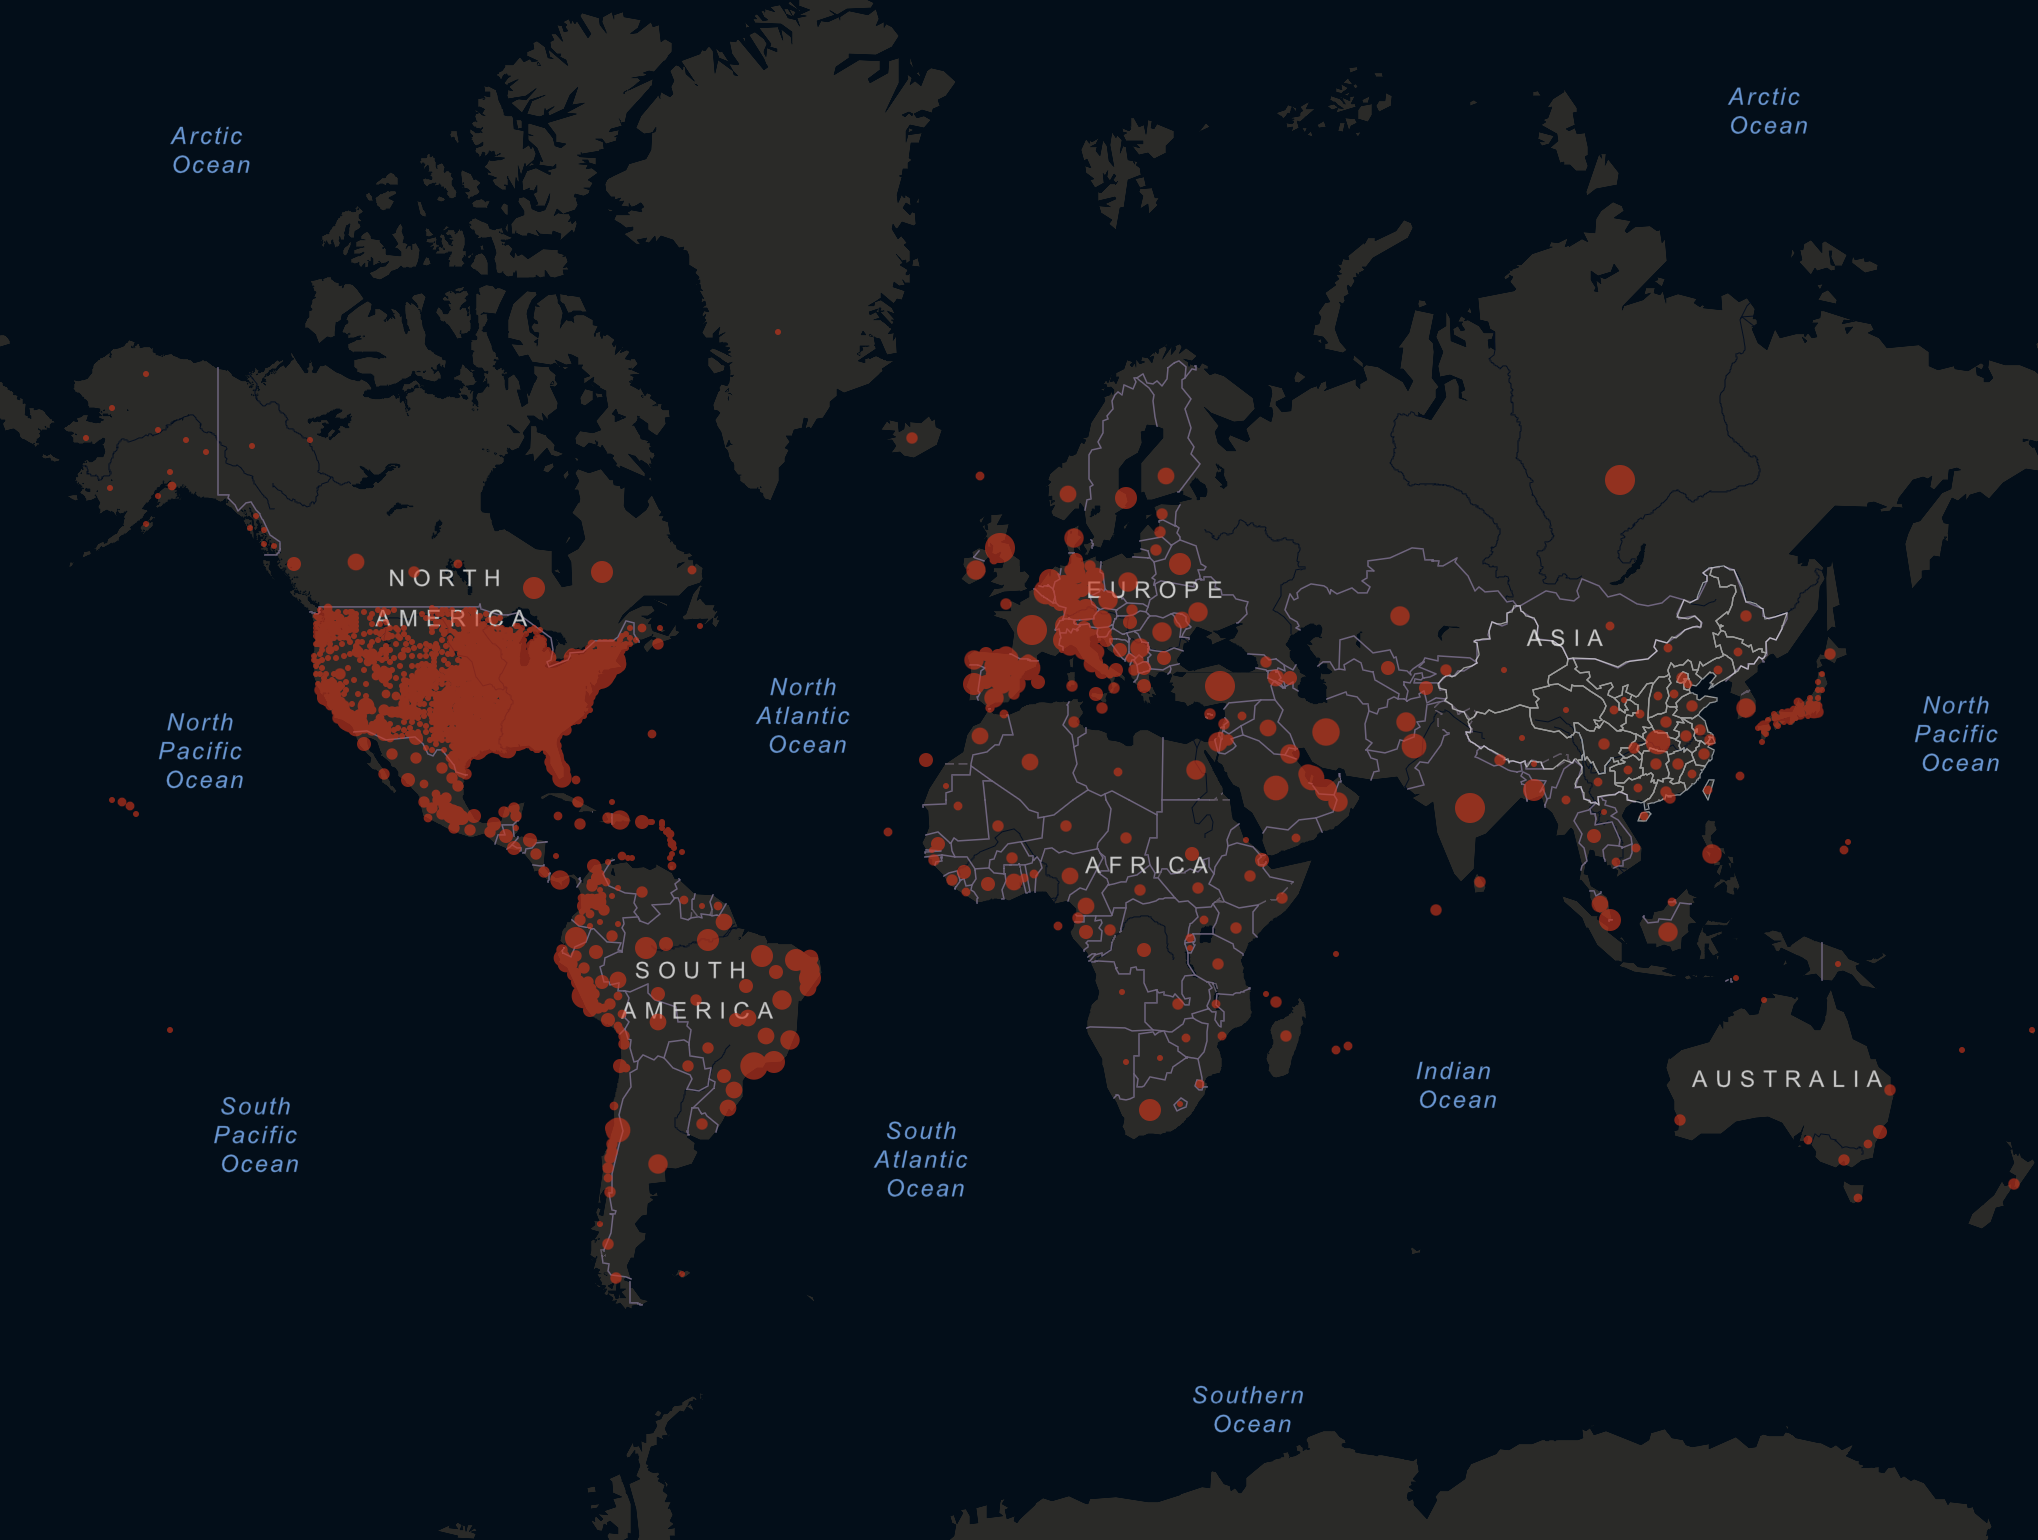 Arctic
Ocean
Arctic
Ocean
NORTH
AMERICA
EUROPE
ASIA
North
Pacific
Ocean
North
Atlantic
Ocean
North
Pacific
Ocean
AFRICA
SOUTH
AMERICA
Indian
Ocean
AUSTRALIA
South
Pacific
Ocean
South
Atlantic
Ocean
Southern
Ocean